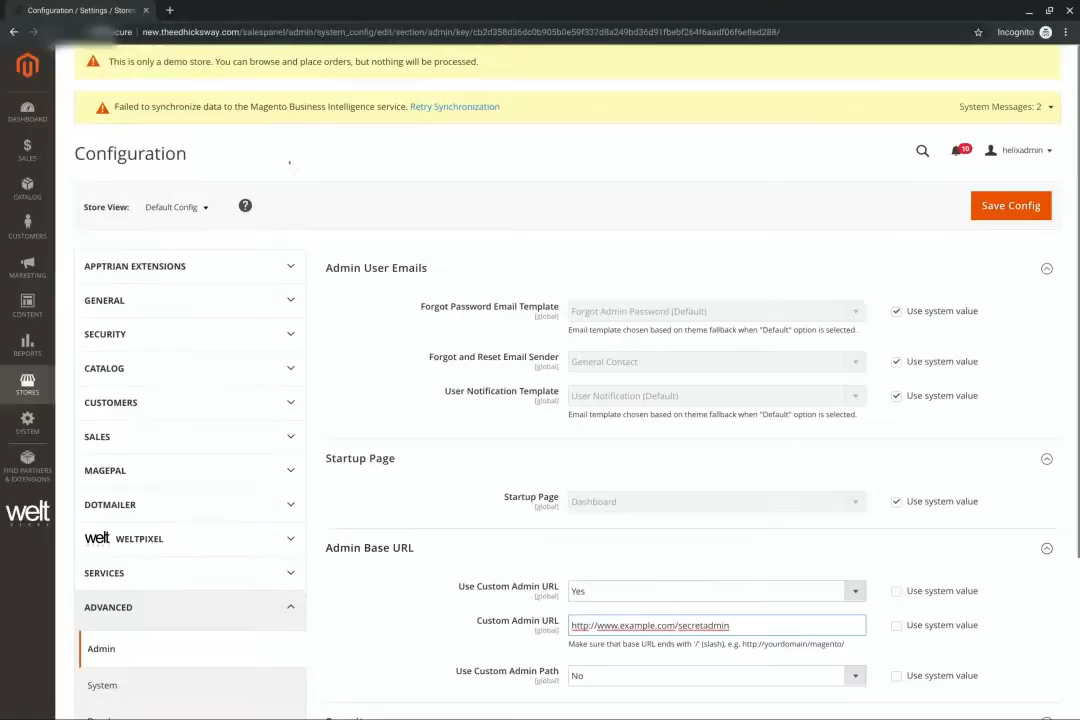 Configuration / Settings / Stores
cure | new.theedhicksway.com/salespanel/admin/system_config/edit/section/admin/key/cb2d358d36dc0b905b0e59f337d8a249bd36d91fbebf264f6aadf06f6e8ed288/
Incognito
This is only a demo store. You can browse and place orders, but nothing will be processed.
Failed to synchronize data to the Magento Business Intelligence service. Retry Synchronization
System Messages: 2
Configuration
10
helixadmin
Store View: Default Config
?
Save Config
DASHBOARD
SALES
CATALOG
CUSTOMERS
MARKETING
CONTENT
REPORTS
STORES
SYSTEM
FIND PARTNERS
& EXTENSIONS
welt
APPTRIAN EXTENSIONS
GENERAL
SECURITY
CATALOG
CUSTOMERS
SALES
MAGEPAL
DOTMAILER
welt WELTPIXEL
SERVICES
ADVANCED
Admin
System
Admin User Emails
Forgot Password Email Template
[global]
Forgot Admin Password (Default)
Use system value
Email template chosen based on theme fallback when "Default" option is selected.
Forgot and Reset Email Sender
[global]
General Contact
Use system value
User Notification Template
[global]
User Notification (Default)
Use system value
Email template chosen based on theme fallback when "Default" option is selected.
Startup Page
Startup Page
[global]
Dashboard
Use system value
Admin Base URL
Use Custom Admin URL
[global]
Yes
Use system value
Custom Admin URL
[global]
http://www.example.com/secretadmin
Use system value
Make sure that base URL ends with '/' (slash), e.g. http://yourdomain/magento/
Use Custom Admin Path
[global]
No
Use system value